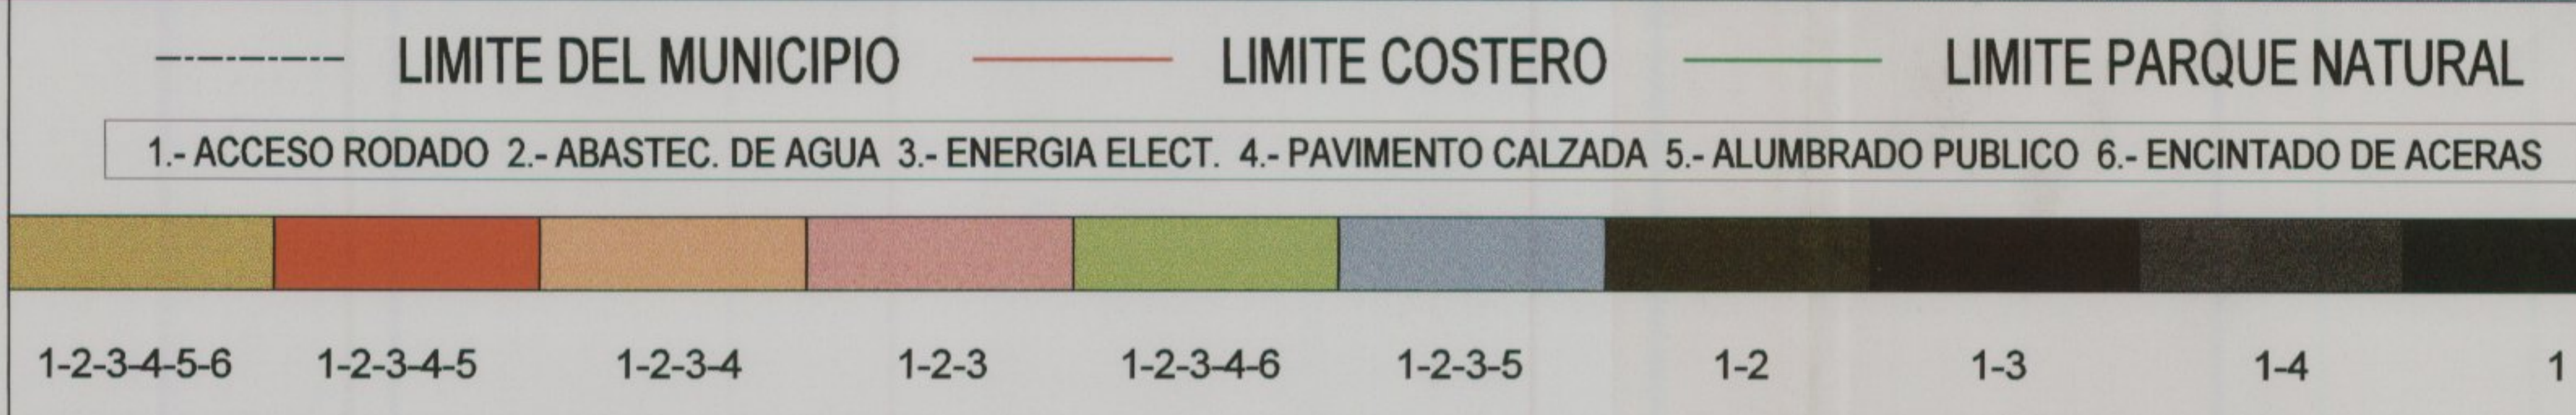 LIMITE DEL MUNICIPIO LIMITE COSTERO LIMITE PARQUE NATURAL
1.- ACCESO RODADO 2.- ABASTEC. DE AGUA 3.- ENERGIA ELECT. 4.- PAVIMENTO CALZADA 5.- ALUMBRADO PUBLICO 6.- ENCINTADO DE ACERAS
1-2-3-4-5-6 1-2-3-4-5 1-2-3-4 1-2-3 1-2-3-4-6 1-2-3-5 1-2 1-3 1-4 1